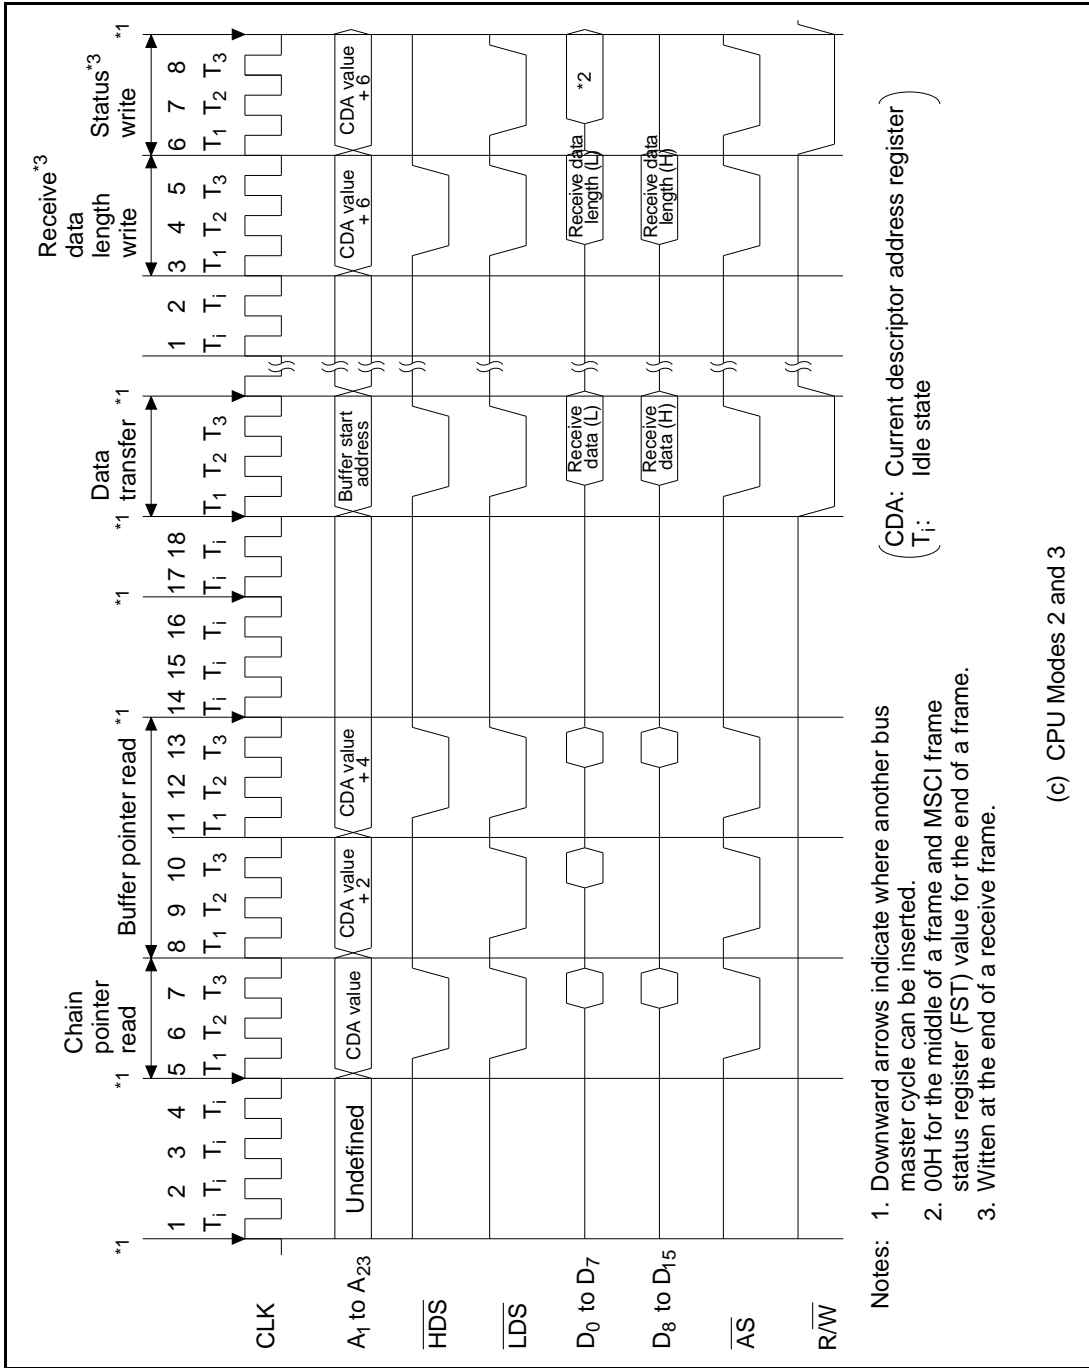 *1 *1 *1 *1 *1 *1 *1
Chain
pointer
read
Buffer pointer read
Data
transfer
Receive*3
data
length
write
Status*3
write
1 2 3 4 5 6 7 8 9 10 11 12 13 14 15 16 17 18 1 2 3 4 5 6 7 8
Ti Ti Ti Ti T1 T2 T3 T1 T2 T3 T1 T2 T3 Ti Ti Ti Ti Ti T1 T2 T3 Ti Ti T1 T2 T3 T1 T2 T3
CLK
A1 to A23
Undefined
CDA value
CDA value
+ 2
CDA value
+ 4
Buffer start
address
CDA value
+ 6
CDA value
+ 6
HDS
LDS
D0 to D7
Receive
data (L)
Receive data
length (L)
*2
D8 to D15
Receive
data (H)
Receive data
length (H)
AS
R/W
Notes: 1. Downward arrows indicate where another bus
master cycle can be inserted.
2. 00H for the middle of a frame and MSCI frame
status register (FST) value for the end of a frame.
3. Witten at the end of a receive frame.
(CDA: Current descriptor address register
Ti: Idle state)
(c) CPU Modes 2 and 3